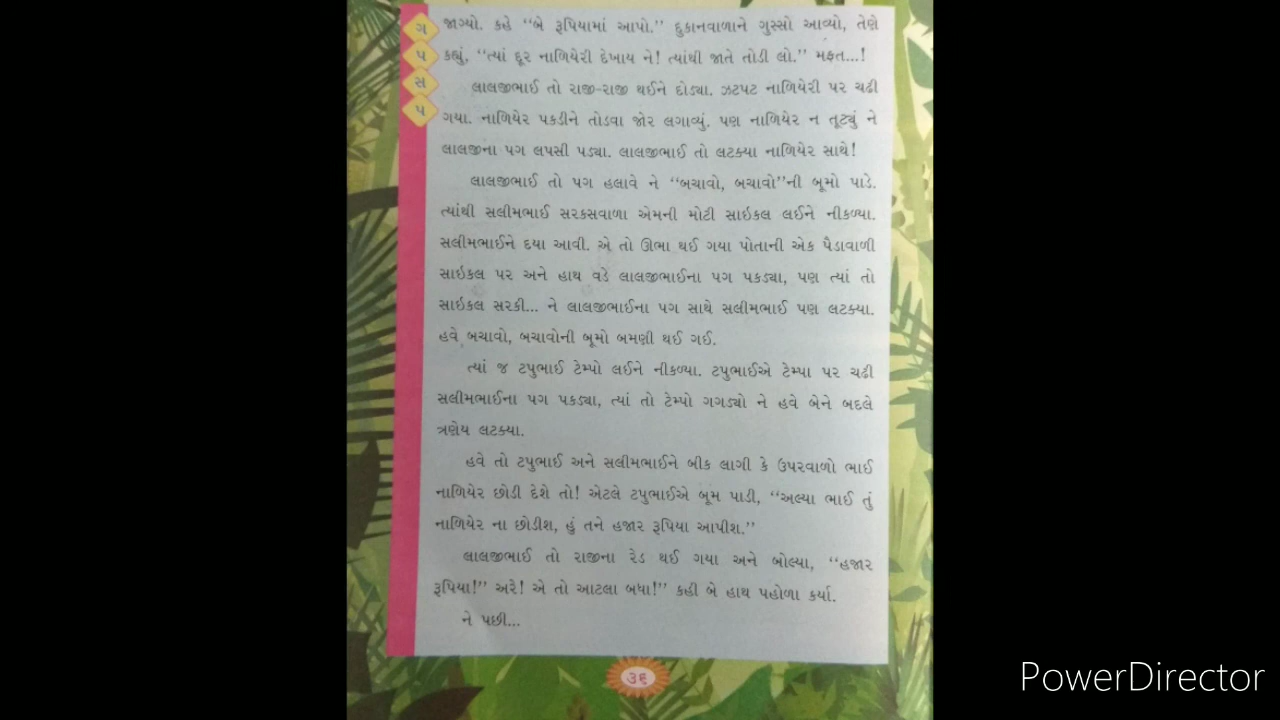 ગ
પ
સ
પ
જાગ્યો. કહે “બે રૂપિયામાં આપો.” દુકાનવાળાને ગુસ્સો આવ્યો, તેણે
કહ્યું, “ત્યાં દૂર નાળિયેરી દેખાય ને! ત્યાંથી જાતે તોડી લો.” મફત...!
લાલજીભાઈ તો રાજી-રાજી થઈને દોડ્યા. ઝટપટ નાળિયેરી પર ચઢી
ગયા. નાળિયેર પકડીને તોડવા જોર લગાવ્યું. પણ નાળિયેર ન તૂટ્યું ને
લાલજીના પગ લપસી પડ્યા. લાલજીભાઈ તો લટક્યા નાળિયેર સાથે!
લાલજીભાઈ તો પગ હલાવે ને “બચાવો, બચાવો”ની બૂમો પાડે.
ત્યાંથી સલીમભાઈ સરકસવાળા એમની મોટી સાઇકલ લઈને નીકળ્યા.
સલીમભાઈને દયા આવી. એ તો ઊભા થઈ ગયા પોતાની એક પૈડાવાળી
સાઇકલ પર અને હાથ વડે લાલજીભાઈના પગ પકડ્યા, પણ ત્યાં તો
સાઇકલ સરકી... ને લાલજીભાઈના પગ સાથે સલીમભાઈ પણ લટક્યા.
હવે બચાવો, બચાવોની બૂમો બમણી થઈ ગઈ.
ત્યાં જ ટપુભાઈ ટેમ્પો લઈને નીકળ્યા. ટપુભાઈએ ટેમ્પા પર ચઢી
સલીમભાઈના પગ પકડ્યા, ત્યાં તો ટેમ્પો ગગડ્યો ને હવે બેને બદલે
ત્રણેય લટક્યા.
હવે તો ટપુભાઈ અને સલીમભાઈને બીક લાગી કે ઉપરવાળો ભાઈ
નાળિયેર છોડી દેશે તો! એટલે ટપુભાઈએ બૂમ પાડી, “અલ્યા ભાઈ તું
નાળિયેર ના છોડીશ, હું તને હજાર રૂપિયા આપીશ.”
લાલજીભાઈ તો રાજીના રેડ થઈ ગયા અને બોલ્યા, “હજાર
રૂપિયા!” અરે! એ તો આટલા બધા!” કહી બે હાથ પહોળા કર્યા.
ને પછી...
૩૬
PowerDirector